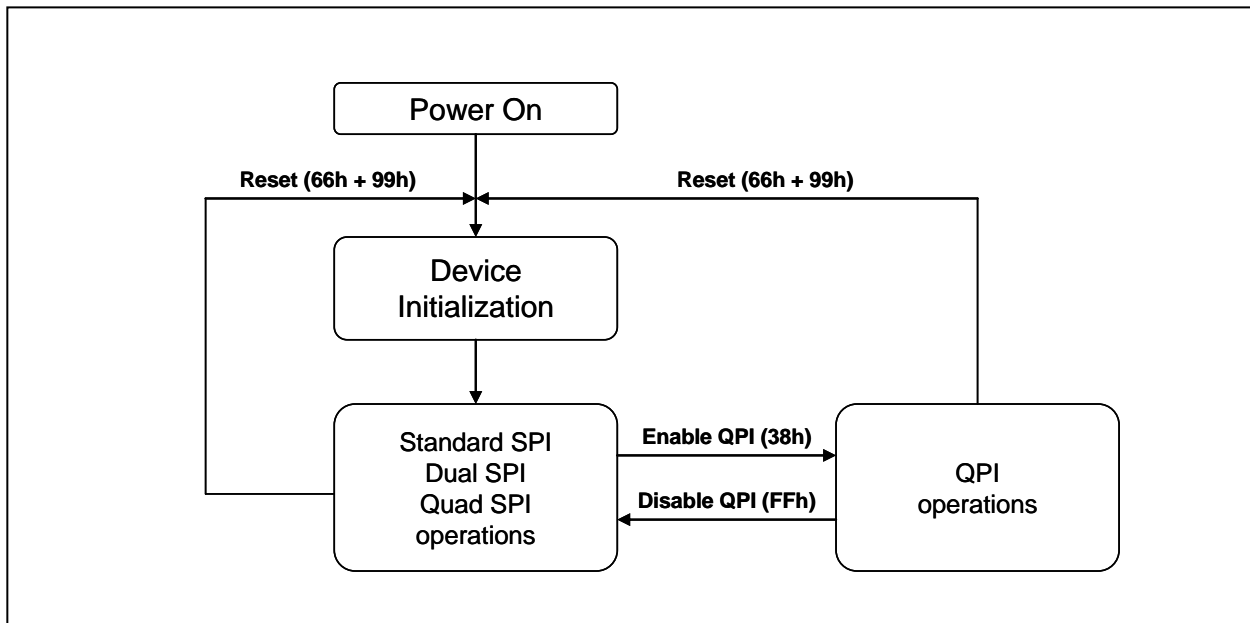 Power On
Reset (66h + 99h)
Reset (66h + 99h)
Device
Initialization
Standard SPI
Dual SPI
Quad SPI
operations
Enable QPI (38h)
Disable QPI (FFh)
QPI
operations